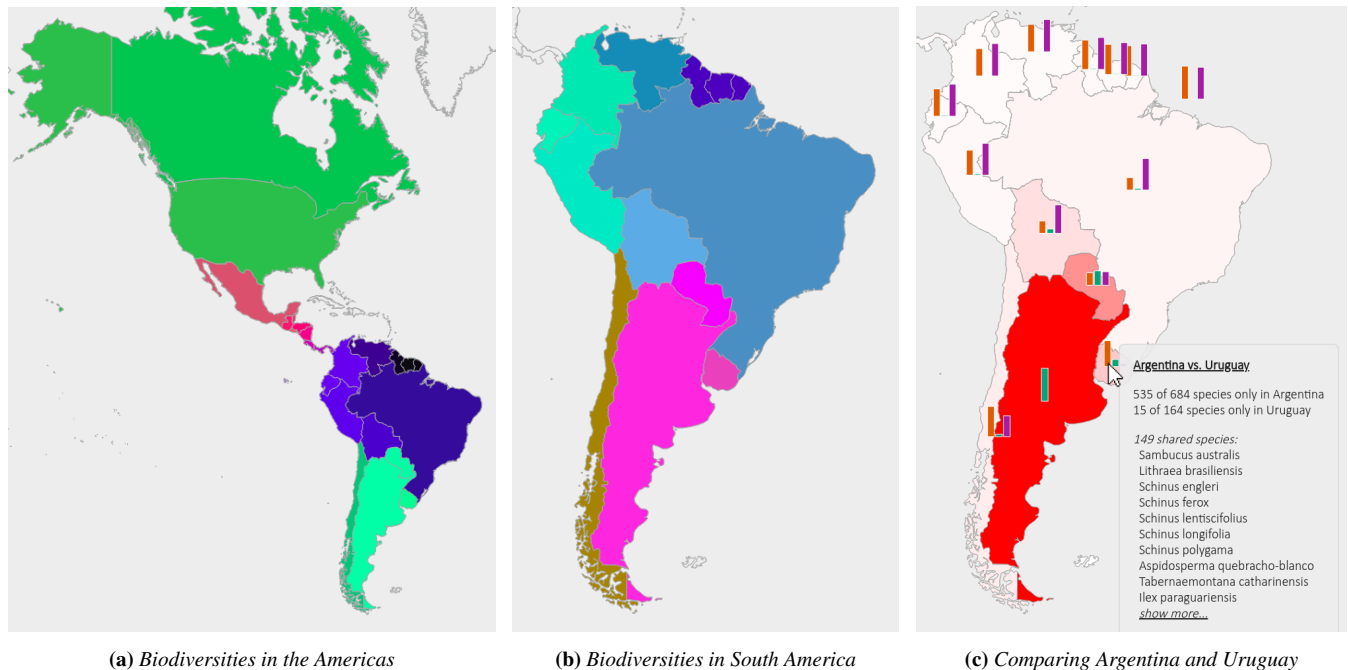 Argentina vs. Uruguay
535 of 684 species only in Argentina
15 of 164 species only in Uruguay
149 shared species:
Sambucus australis
Lithraea brasiliensis
Schinus engleri
Schinus ferox
Schinus lentiscifolius
Schinus longifolia
Schinus polygama
Aspidosperma quebracho-blanco
Tabernaemontana catharinensis
Ilex paraguariensis
show more...
(a) Biodiversities in the Americas
(b) Biodiversities in South America
(c) Comparing Argentina and Uruguay